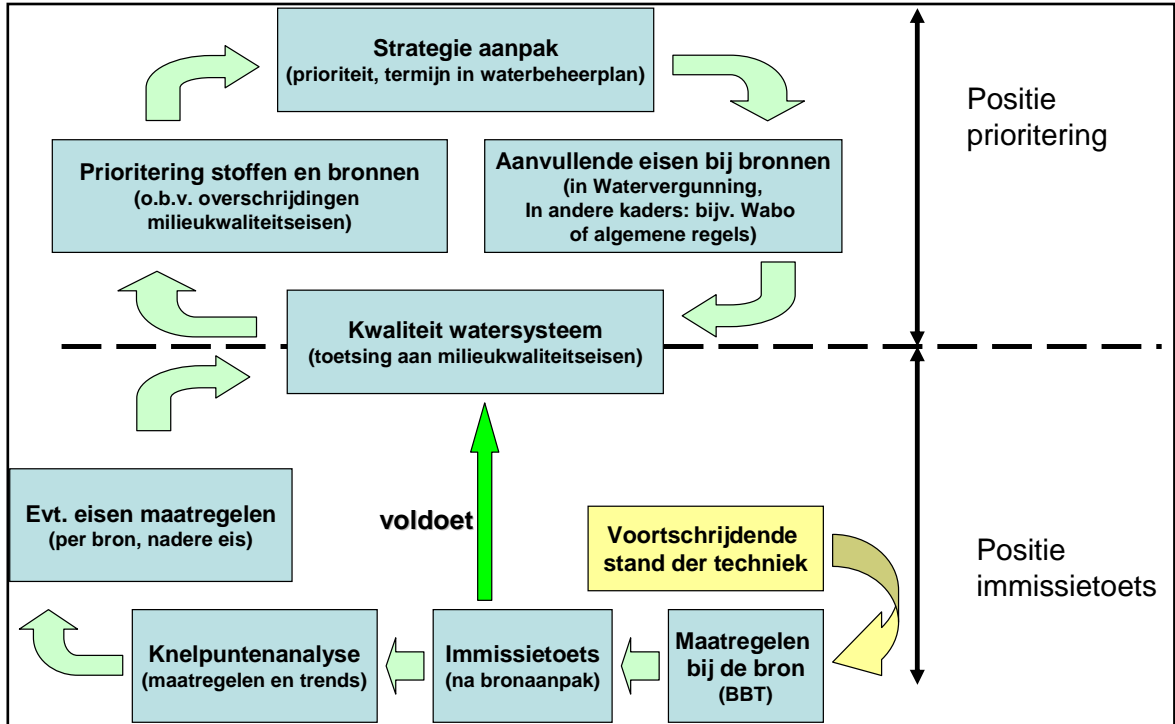 Strategie aanpak
(prioriteit, termijn in waterbeheerplan)
Positie
prioritering
Prioritering stoffen en bronnen
(o.b.v. overschrijdingen
milieukwaliteitseisen)
Aanvullende eisen bij bronnen
(in Watervergunning,
In andere kaders: bijv. Wabo
of algemene regels)
Kwaliteit watersysteem
(toetsing aan milieukwaliteitseisen)
Evt. eisen maatregelen
(per bron, nadere eis)
voldoet
Voortschrijdende
stand der techniek
Positie
immissietoets
Knelpuntenanalyse
(maatregelen en trends)
Immissietoets
(na bronaanpak)
Maatregelen
bij de bron
(BBT)